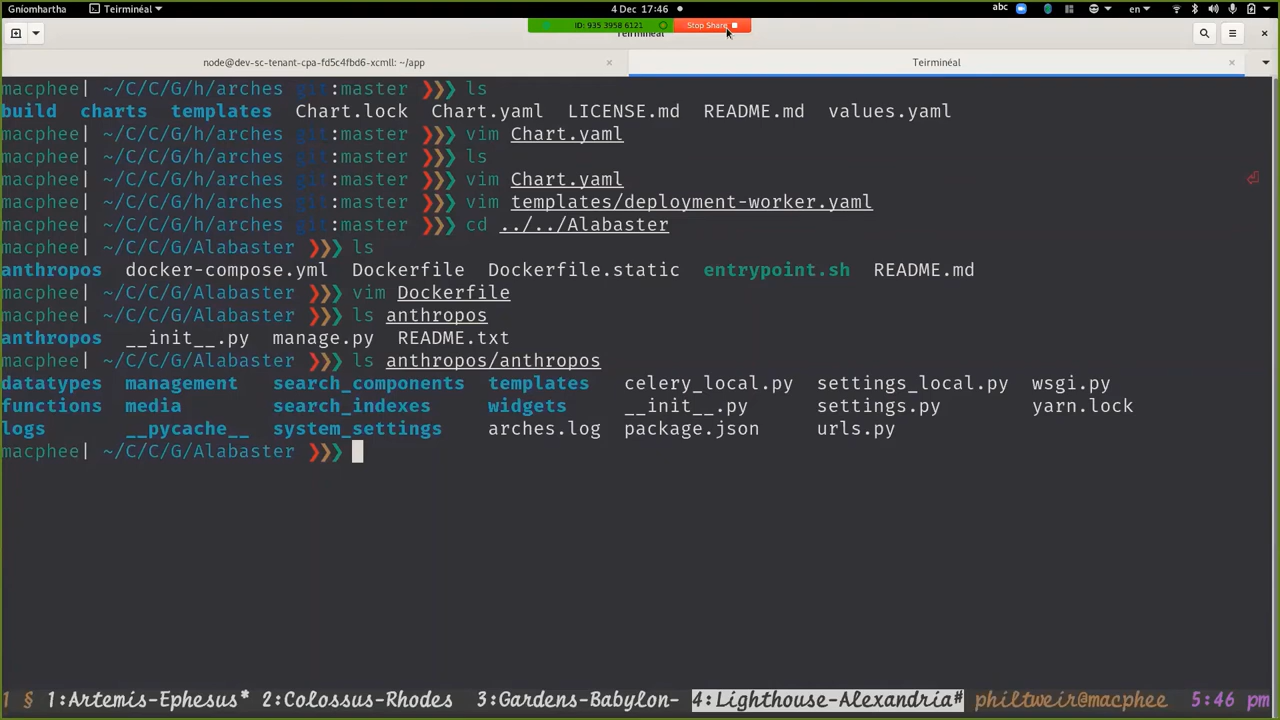 Gníomhartha Teirminéal 4 Dec 17:46 abc en
ID: 935 3958 6121 Stop Share
Teirminéal
node@dev-sc-tenant-cpa-fd5c4fbd6-xcmll: ~/app Teirminéal
macphee| ~/C/C/G/h/arches git:master ❯❯❯ ls
build charts templates Chart.lock Chart.yaml LICENSE.md README.md values.yaml
macphee| ~/C/C/G/h/arches git:master ❯❯❯ vim Chart.yaml
macphee| ~/C/C/G/h/arches git:master ❯❯❯ ls
macphee| ~/C/C/G/h/arches git:master ❯❯❯ vim Chart.yaml ⏎
macphee| ~/C/C/G/h/arches git:master ❯❯❯ vim templates/deployment-worker.yaml
macphee| ~/C/C/G/h/arches git:master ❯❯❯ cd ../../Alabaster
macphee| ~/C/C/G/Alabaster ❯❯❯ ls
anthropos docker-compose.yml Dockerfile Dockerfile.static entrypoint.sh README.md
macphee| ~/C/C/G/Alabaster ❯❯❯ vim Dockerfile
macphee| ~/C/C/G/Alabaster ❯❯❯ ls anthropos
anthropos __init__.py manage.py README.txt
macphee| ~/C/C/G/Alabaster ❯❯❯ ls anthropos/anthropos
datatypes management search_components templates celery_local.py settings_local.py wsgi.py
functions media search_indexes widgets __init__.py settings.py yarn.lock
logs __pycache__ system_settings arches.log package.json urls.py
macphee| ~/C/C/G/Alabaster ❯❯❯
1 § 1:Artemis-Ephesus* 2:Colossus-Rhodes 3:Gardens-Babylon- 4:Lighthouse-Alexandria# philtweir@macphee 5:46 pm